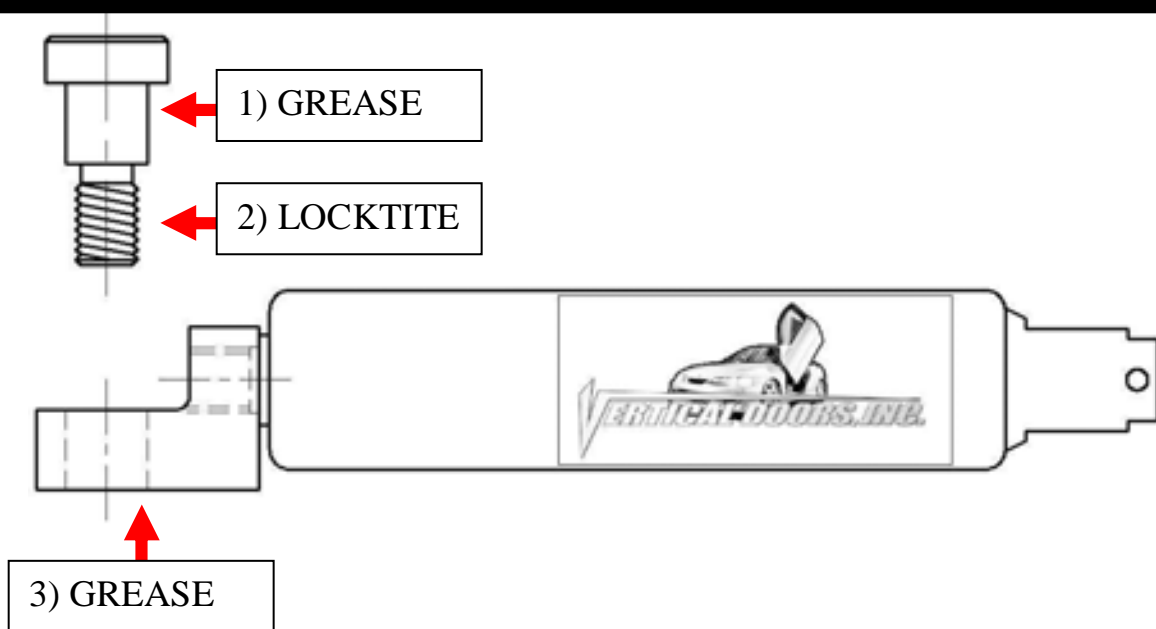 1) GREASE
2) LOCKTITE
VERTICAL DOORS, INC.
3) GREASE